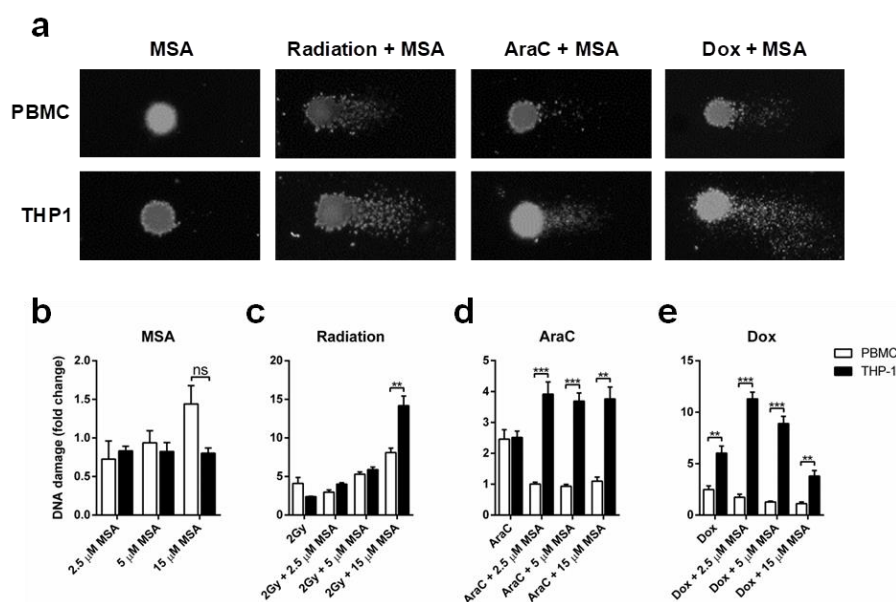 a
MSA Radiation + MSA AraC + MSA Dox + MSA
PBMC
THP1
b c d e
MSA Radiation AraC Dox
DNA damage (fold change)
2.0
1.5
1.0
0.5
0.0
ns
2.5 μM MSA
5 μM MSA
15 μM MSA
20
15
10
5
0
**
2Gy
2Gy + 2.5 μM MSA
2Gy + 5 μM MSA
2Gy + 15 μM MSA
5
4
3
2
1
0
*** *** **
AraC
AraC + 2.5 μM MSA
AraC + 5 μM MSA
AraC + 15 μM MSA
15
10
5
0
** *** *** **
Dox
Dox + 2.5 μM MSA
Dox + 5 μM MSA
Dox + 15 μM MSA
PBMC
THP-1